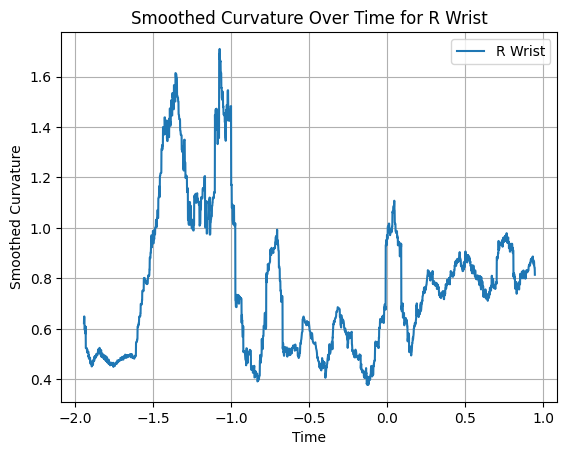 Smoothed Curvature Over Time for R Wrist
R Wrist
Smoothed Curvature
1.6
1.4
1.2
1.0
0.8
0.6
0.4
−2.0 −1.5 −1.0 −0.5 0.0 0.5 1.0
Time